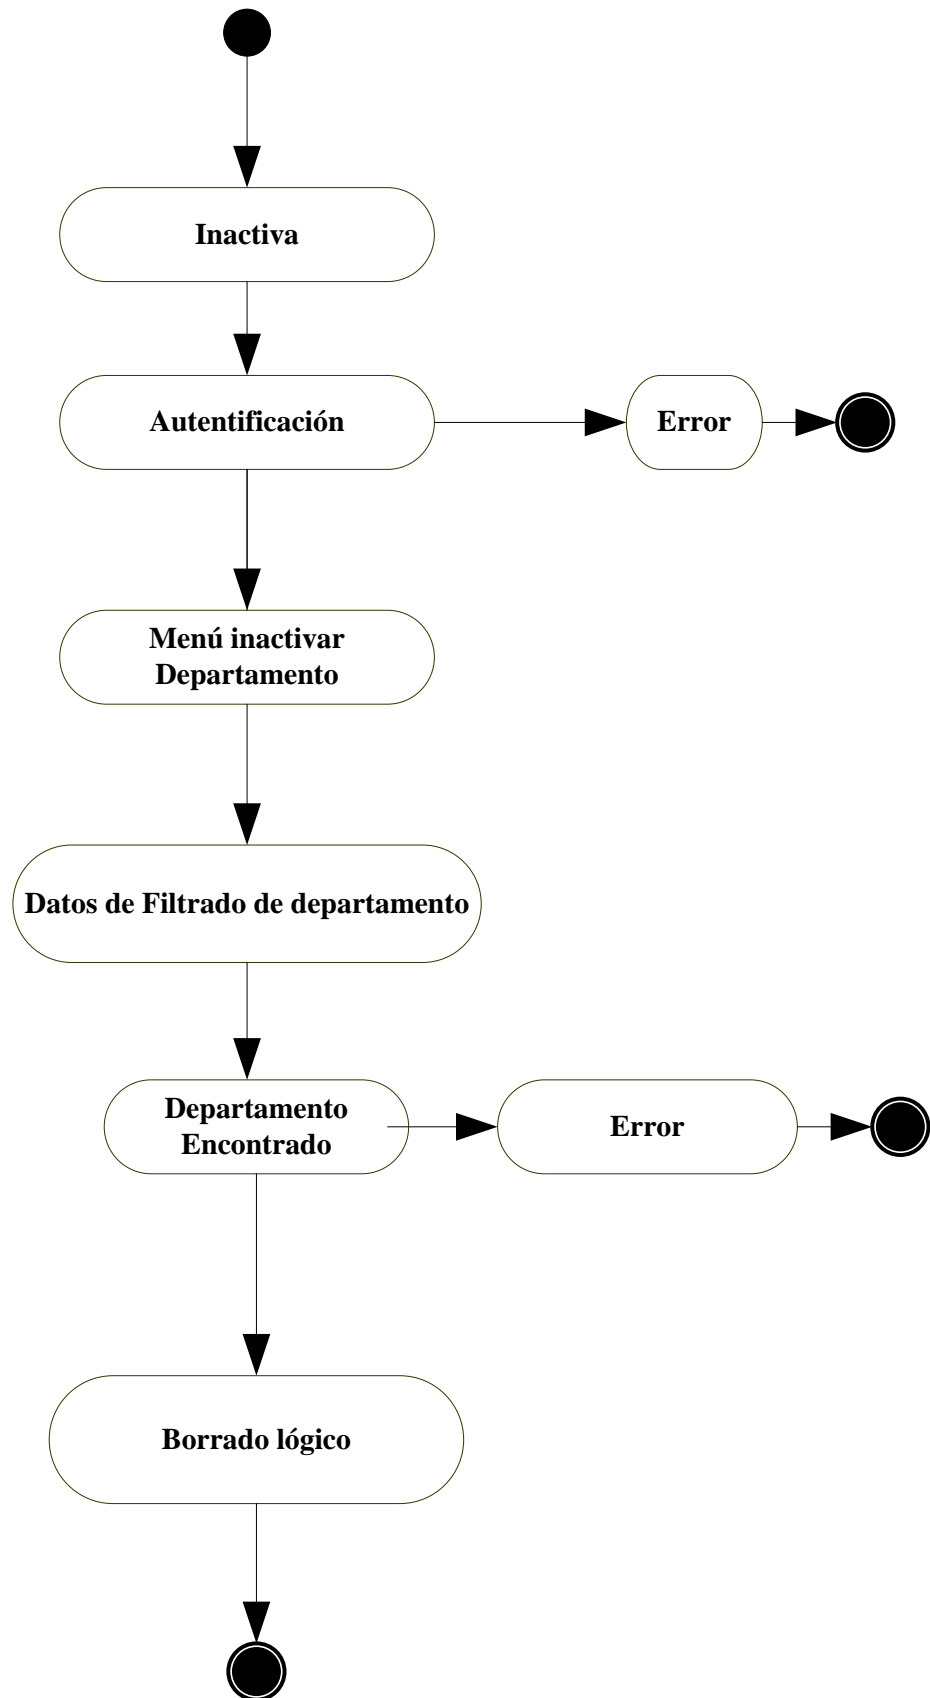 Inactiva
Autentificación
Error
Menú inactivar
Departamento
Datos de Filtrado de departamento
Departamento
Encontrado
Error
Borrado lógico